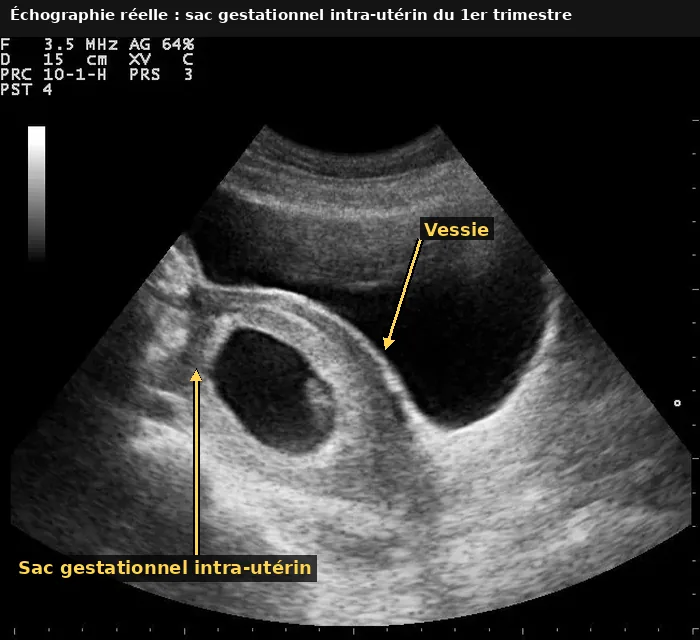 Échographie réelle : sac gestationnel intra-utérin du 1er trimestre
F 3.5 MHz AG 64%
D 15 cm XV C
PRC 10-1-H PRS 3
PST 4
Vessie
Sac gestationnel intra-utérin